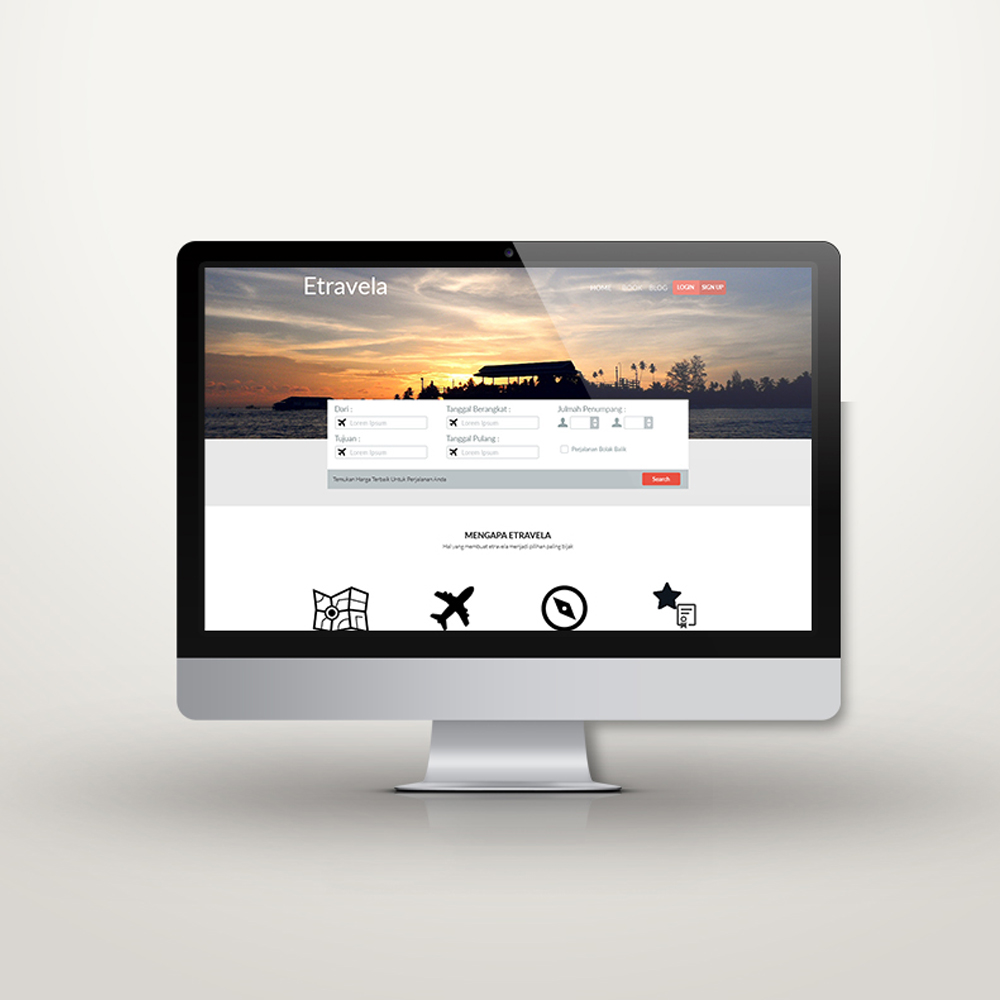 Etravela
HOME BOOK BLOG LOGIN SIGN UP
Dari : Tanggal Berangkat : Julmah Penumpang :
Lorem Ipsum Lorem Ipsum
Tujuan : Tanggal Pulang :
Lorem Ipsum Lorem Ipsum Perjalanan Bolak Balik
Temukan Harga Terbaik Untuk Perjalanan Anda Search
MENGAPA ETRAVELA
Hal yang membuat etravela menjadi pilihan paling bijak